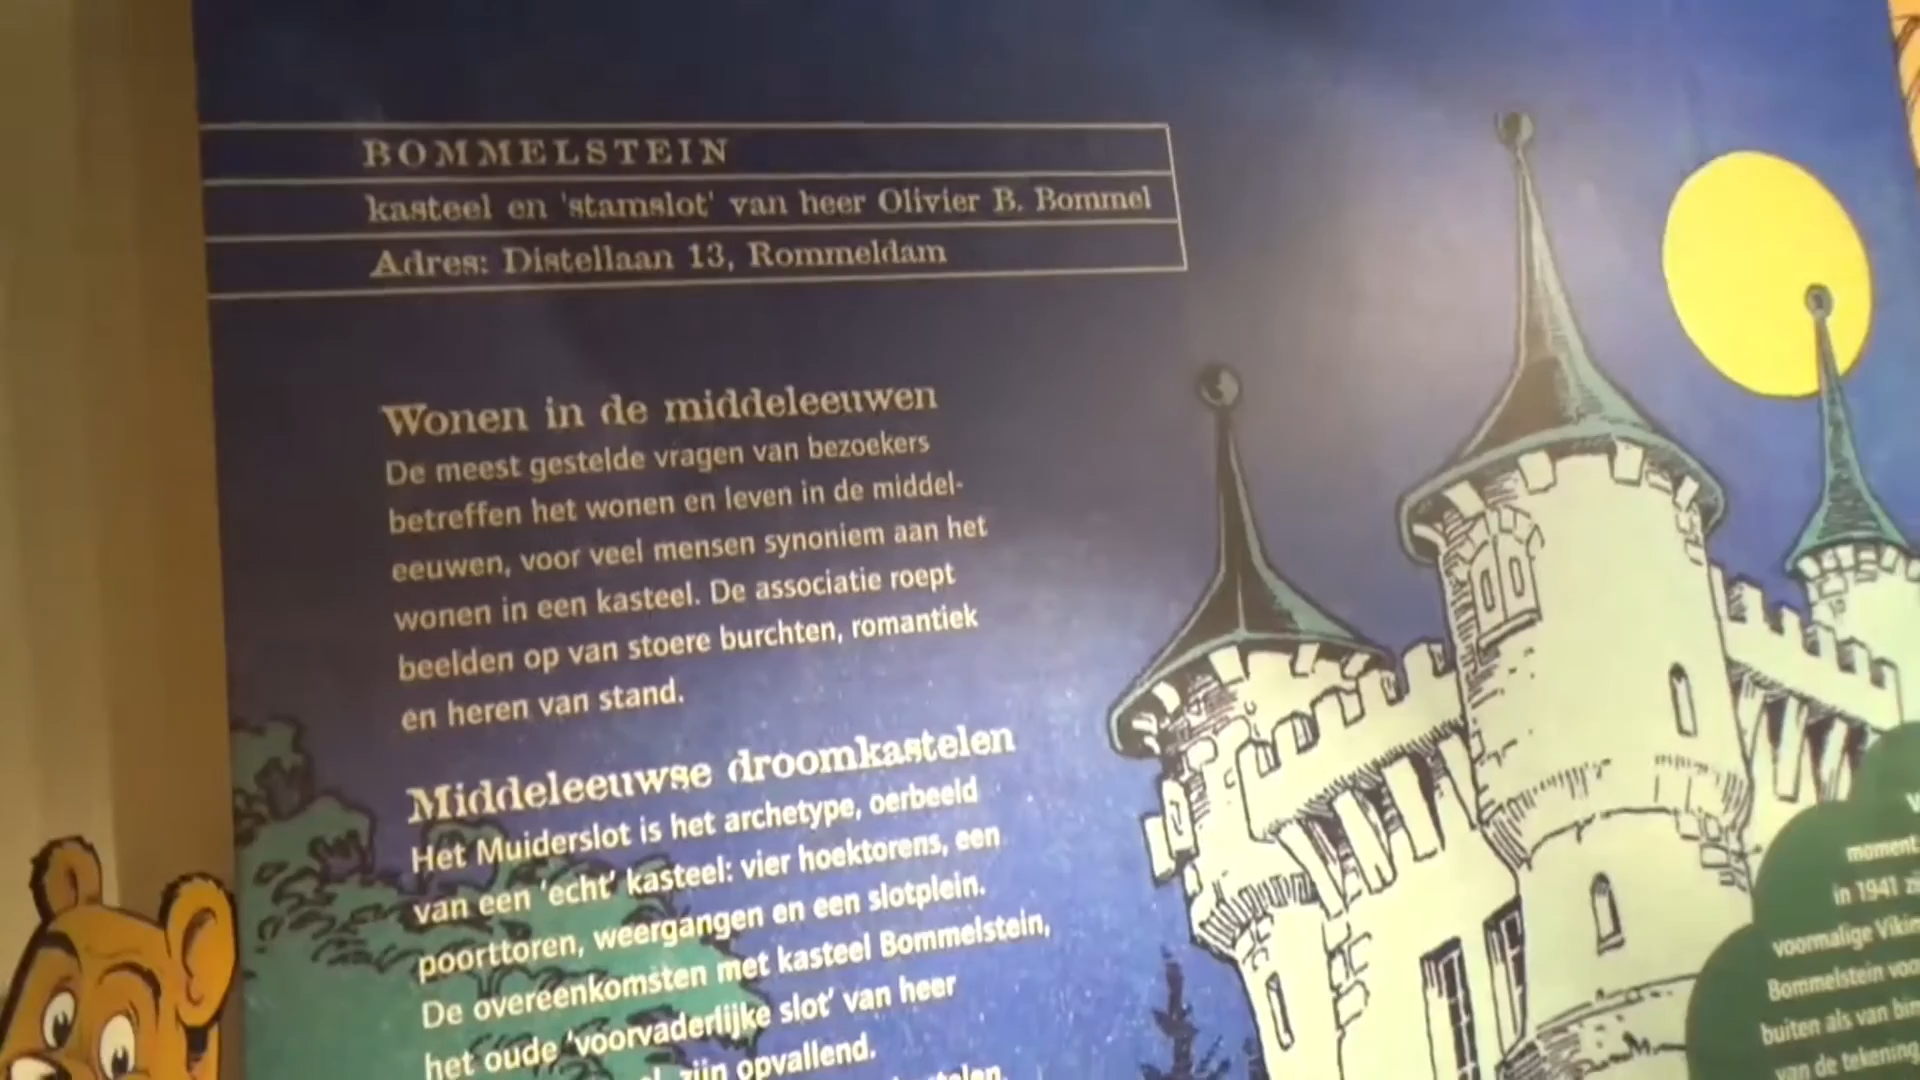 BOMMELSTEIN
kasteel en 'stamslot' van heer Olivier B. Bommel
Adres: Distellaan 13, Rommeldam
Wonen in de middeleeuwen
De meest gestelde vragen van bezoekers
betreffen het wonen en leven in de middel-
eeuwen, voor veel mensen synoniem aan het
wonen in een kasteel. De associatie roept
beelden op van stoere burchten, romantiek
en heren van stand.
Middeleeuwse droomkastelen
Het Muiderslot is het archetype, oerbeeld
van een 'echt' kasteel: vier hoektorens, een
poorttoren, weergangen en een slotplein.
De overeenkomsten met kasteel Bommelstein,
het oude 'voorvaderlijke slot' van heer
zijn opvallend.
moment
in 1941
voormalige
Bommelstein
buiten als van
van de tekening